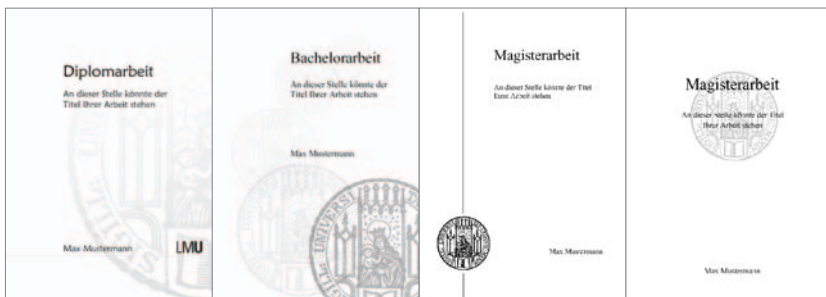 Diplomarbeit
An dieser Stelle könnte der
Titel Ihrer Arbeit stehen
Max Mustermann
LMU
Bachelorarbeit
An dieser Stelle könnte der
Titel Ihrer Arbeit stehen
Max Mustermann
Magisterarbeit
An dieser Stelle könnte der Titel
Ihrer Arbeit stehen
Max Mustermann
Magisterarbeit
An dieser Stelle könnte der Titel
Ihrer Arbeit stehen
Max Mustermann